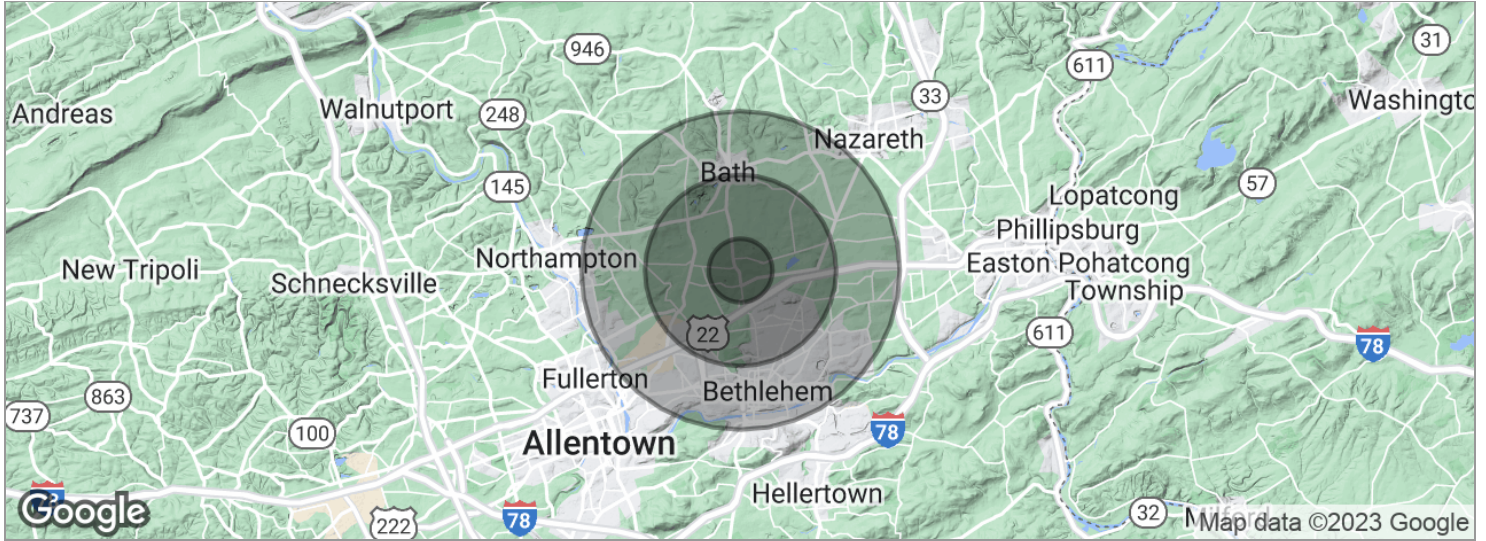 946
31
611
33
Andreas
Walnutport
248
Washingto
Nazareth
Bath
145
57
Lopatcong
Phillipsburg
Northampton
New Tripoli
Schnecksville
Easton Pohatcong
Township
22
611
78
Fullerton
Bethlehem
863
737
100
78
Allentown
Hellertown
Google
78
222
32
Map data ©2023 Google